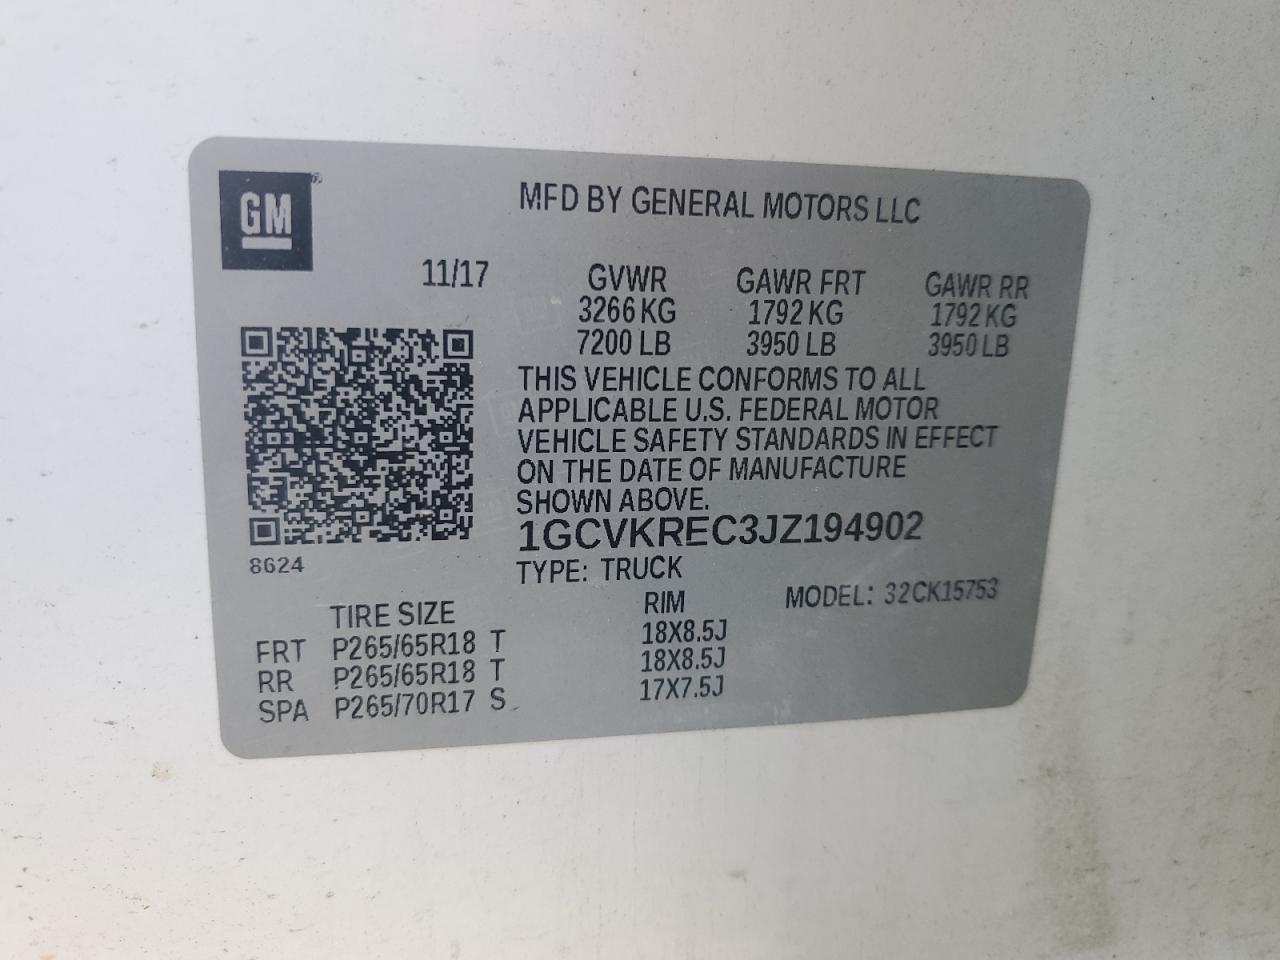 GM
MFD BY GENERAL MOTORS LLC
11/17 GVWR GAWR FRT GAWR RR
3266 KG 1792 KG 1792 KG
7200 LB 3950 LB 3950 LB
THIS VEHICLE CONFORMS TO ALL
APPLICABLE U.S. FEDERAL MOTOR
VEHICLE SAFETY STANDARDS IN EFFECT
ON THE DATE OF MANUFACTURE
SHOWN ABOVE.
1GCVKREC3JZ194902
8624
TYPE: TRUCK
MODEL: 32CK15753
TIRE SIZE RIM
FRT P265/65R18 T 18X8.5J
RR P265/65R18 T 18X8.5J
SPA P265/70R17 S 17X7.5J